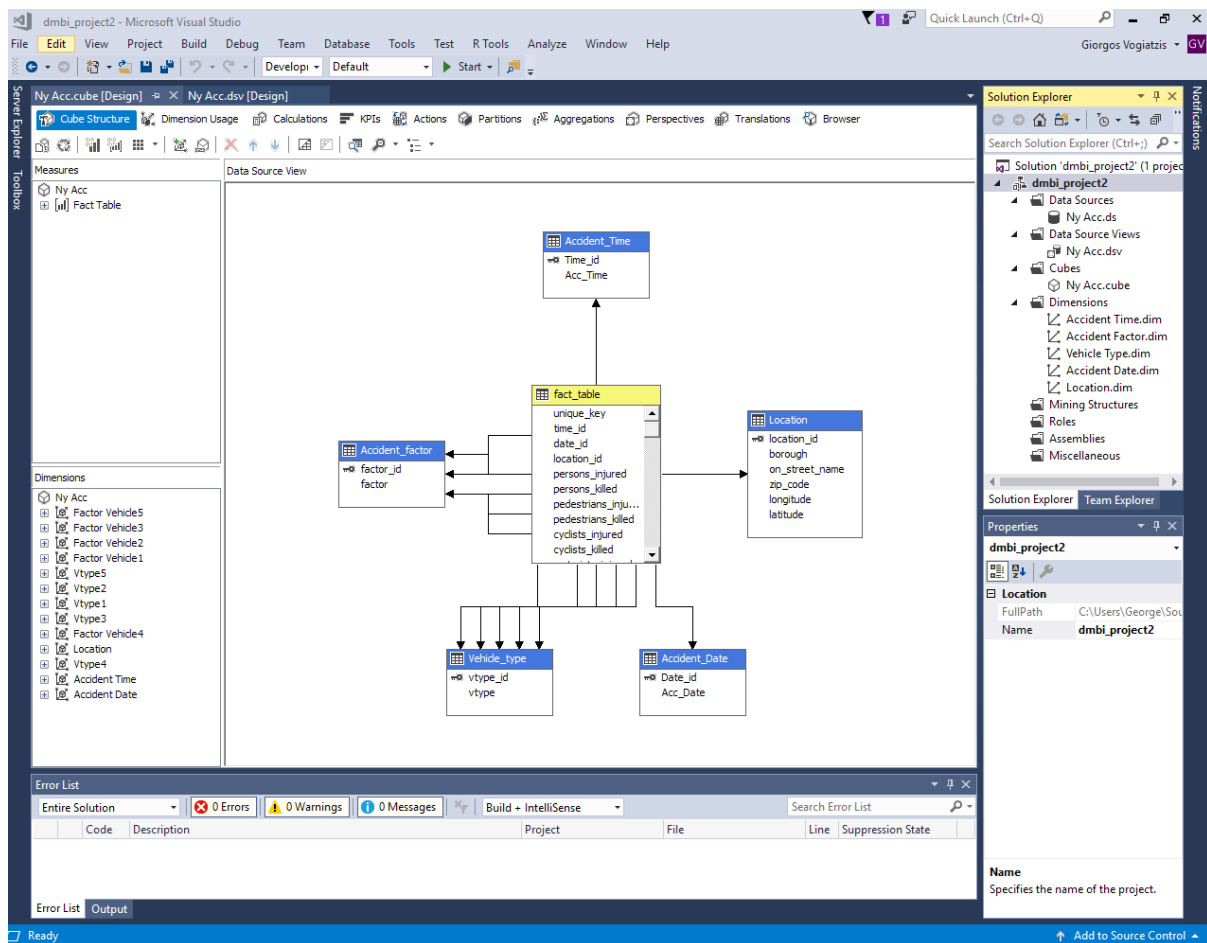 dmbi_project2 - Microsoft Visual Studio
1
Quick Launch (Ctrl+Q)
File Edit View Project Build Debug Team Database Tools Test R Tools Analyze Window Help
Giorgos Vogiatzis GV
Developı Default Start
Server Explorer
Toolbox
Ny Acc.cube [Design] Ny Acc.dsv [Design]
Cube Structure Dimension Usage Calculations KPIs Actions Partitions Aggregations Perspectives Translations Browser
Measures
Ny Acc
Fact Table
Dimensions
Ny Acc
Factor Vehicle5
Factor Vehicle3
Factor Vehicle2
Factor Vehicle1
Vtype5
Vtype2
Vtype1
Vtype3
Factor Vehicle4
Location
Vtype4
Accident Time
Accident Date
Data Source View
Accident_Time
Time_id
Acc_Time
fact_table
unique_key
time_id
date_id
location_id
persons_injured
persons_killed
pedestrians_inju...
pedestrians_killed
cyclists_injured
cyclists_killed
Accident_factor
factor_id
factor
Location
location_id
borough
on_street_name
zip_code
longitude
latitude
Vehicle_type
vtype_id
vtype
Accident_Date
Date_id
Acc_Date
Solution Explorer
Search Solution Explorer (Ctrl+;)
Solution 'dmbi_project2' (1 projec
dmbi_project2
Data Sources
Ny Acc.ds
Data Source Views
Ny Acc.dsv
Cubes
Ny Acc.cube
Dimensions
Accident Time.dim
Accident Factor.dim
Vehicle Type.dim
Accident Date.dim
Location.dim
Mining Structures
Roles
Assemblies
Miscellaneous
Solution Explorer Team Explorer
Notifications
Properties
dmbi_project2
Location
FullPath C:\Users\George\Sou
Name dmbi_project2
Name
Specifies the name of the project.
Error List
Entire Solution 0 Errors 0 Warnings 0 Messages Build + IntelliSense Search Error List
Code Description Project File Line Suppression State
Error List Output
Ready
Add to Source Control